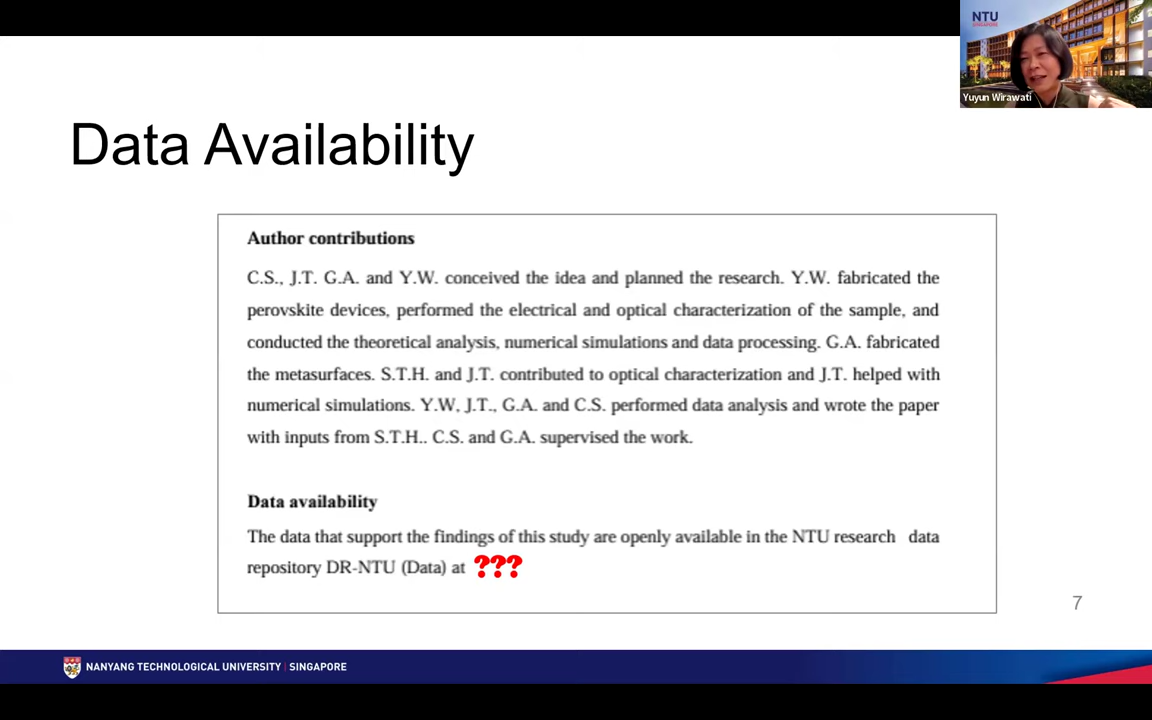 NTU
SINGAPORE
Yuyun Wirawati
Data Availability
Author contributions
C.S., J.T. G.A. and Y.W. conceived the idea and planned the research. Y.W. fabricated the
perovskite devices, performed the electrical and optical characterization of the sample, and
conducted the theoretical analysis, numerical simulations and data processing. G.A. fabricated
the metasurfaces. S.T.H. and J.T. contributed to optical characterization and J.T. helped with
numerical simulations. Y.W, J.T., G.A. and C.S. performed data analysis and wrote the paper
with inputs from S.T.H.. C.S. and G.A. supervised the work.
Data availability
The data that support the findings of this study are openly available in the NTU research data
repository DR-NTU (Data) at ???
7
NANYANG TECHNOLOGICAL UNIVERSITY | SINGAPORE